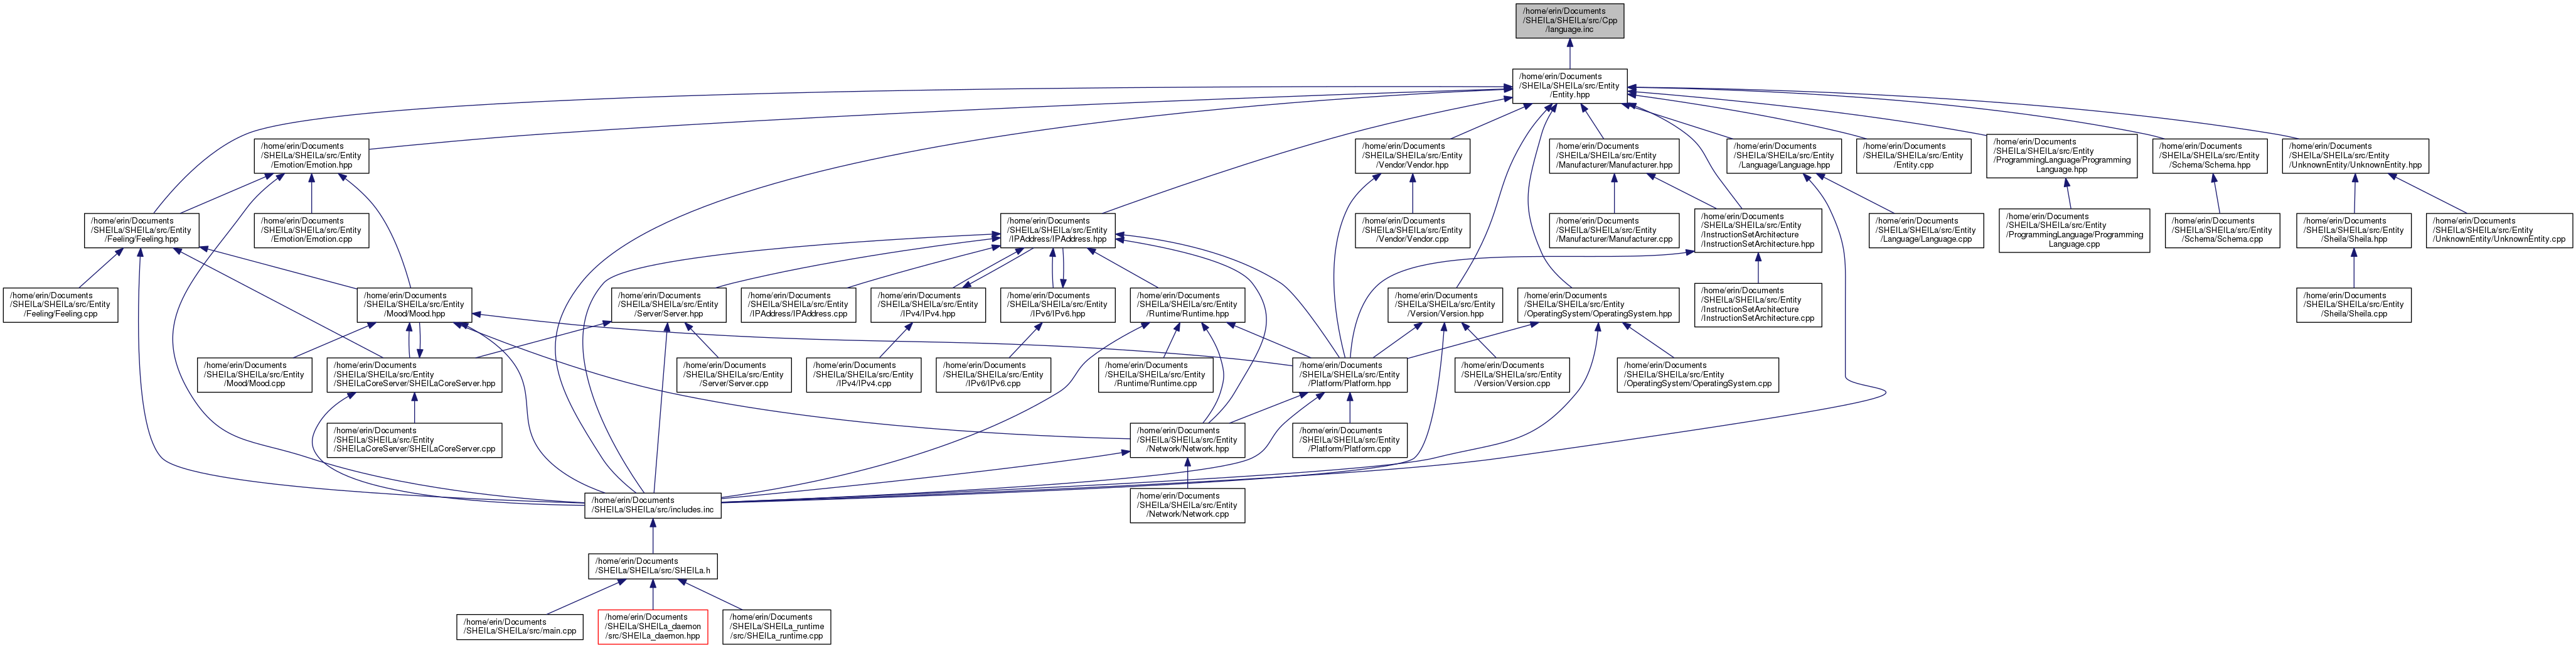 /home/erin/Documents
/SHEILa/SHEILa/src/Cpp
/language.inc
/home/erin/Documents
/SHEILa/SHEILa/src/Entity
/Entity.hpp
/home/erin/Documents
/SHEILa/SHEILa/src/Entity
/Emotion/Emotion.hpp
/home/erin/Documents
/SHEILa/SHEILa/src/Entity
/Vendor/Vendor.hpp
/home/erin/Documents
/SHEILa/SHEILa/src/Entity
/Manufacturer/Manufacturer.hpp
/home/erin/Documents
/SHEILa/SHEILa/src/Entity
/Language/Language.hpp
/home/erin/Documents
/SHEILa/SHEILa/src/Entity
/Entity.cpp
/home/erin/Documents
/SHEILa/SHEILa/src/Entity
/ProgrammingLanguage/Programming
Language.hpp
/home/erin/Documents
/SHEILa/SHEILa/src/Entity
/Schema/Schema.hpp
/home/erin/Documents
/SHEILa/SHEILa/src/Entity
/UnknownEntity/UnknownEntity.hpp
/home/erin/Documents
/SHEILa/SHEILa/src/Entity
/Feeling/Feeling.hpp
/home/erin/Documents
/SHEILa/SHEILa/src/Entity
/Emotion/Emotion.cpp
/home/erin/Documents
/SHEILa/SHEILa/src/Entity
/IPAddress/IPAddress.hpp
/home/erin/Documents
/SHEILa/SHEILa/src/Entity
/Vendor/Vendor.cpp
/home/erin/Documents
/SHEILa/SHEILa/src/Entity
/Manufacturer/Manufacturer.cpp
/home/erin/Documents
/SHEILa/SHEILa/src/Entity
/InstructionSetArchitecture
/InstructionSetArchitecture.hpp
/home/erin/Documents
/SHEILa/SHEILa/src/Entity
/Language/Language.cpp
/home/erin/Documents
/SHEILa/SHEILa/src/Entity
/ProgrammingLanguage/Programming
Language.cpp
/home/erin/Documents
/SHEILa/SHEILa/src/Entity
/Schema/Schema.cpp
/home/erin/Documents
/SHEILa/SHEILa/src/Entity
/Sheila/Sheila.hpp
/home/erin/Documents
/SHEILa/SHEILa/src/Entity
/UnknownEntity/UnknownEntity.cpp
/home/erin/Documents
/SHEILa/SHEILa/src/Entity
/Feeling/Feeling.cpp
/home/erin/Documents
/SHEILa/SHEILa/src/Entity
/Mood/Mood.hpp
/home/erin/Documents
/SHEILa/SHEILa/src/Entity
/Server/Server.hpp
/home/erin/Documents
/SHEILa/SHEILa/src/Entity
/IPAddress/IPAddress.cpp
/home/erin/Documents
/SHEILa/SHEILa/src/Entity
/IPv4/IPv4.hpp
/home/erin/Documents
/SHEILa/SHEILa/src/Entity
/IPv6/IPv6.hpp
/home/erin/Documents
/SHEILa/SHEILa/src/Entity
/Runtime/Runtime.hpp
/home/erin/Documents
/SHEILa/SHEILa/src/Entity
/Version/Version.hpp
/home/erin/Documents
/SHEILa/SHEILa/src/Entity
/OperatingSystem/OperatingSystem.hpp
/home/erin/Documents
/SHEILa/SHEILa/src/Entity
/InstructionSetArchitecture
/InstructionSetArchitecture.cpp
/home/erin/Documents
/SHEILa/SHEILa/src/Entity
/Sheila/Sheila.cpp
/home/erin/Documents
/SHEILa/SHEILa/src/Entity
/Mood/Mood.cpp
/home/erin/Documents
/SHEILa/SHEILa/src/Entity
/SHEILaCoreServer/SHEILaCoreServer.hpp
/home/erin/Documents
/SHEILa/SHEILa/src/Entity
/Server/Server.cpp
/home/erin/Documents
/SHEILa/SHEILa/src/Entity
/IPv4/IPv4.cpp
/home/erin/Documents
/SHEILa/SHEILa/src/Entity
/IPv6/IPv6.cpp
/home/erin/Documents
/SHEILa/SHEILa/src/Entity
/Runtime/Runtime.cpp
/home/erin/Documents
/SHEILa/SHEILa/src/Entity
/Platform/Platform.hpp
/home/erin/Documents
/SHEILa/SHEILa/src/Entity
/Version/Version.cpp
/home/erin/Documents
/SHEILa/SHEILa/src/Entity
/OperatingSystem/OperatingSystem.cpp
/home/erin/Documents
/SHEILa/SHEILa/src/Entity
/SHEILaCoreServer/SHEILaCoreServer.cpp
/home/erin/Documents
/SHEILa/SHEILa/src/Entity
/Network/Network.hpp
/home/erin/Documents
/SHEILa/SHEILa/src/Entity
/Platform/Platform.cpp
/home/erin/Documents
/SHEILa/SHEILa/src/includes.inc
/home/erin/Documents
/SHEILa/SHEILa/src/Entity
/Network/Network.cpp
/home/erin/Documents
/SHEILa/SHEILa/src/SHEILa.h
/home/erin/Documents
/SHEILa/SHEILa/src/main.cpp
/home/erin/Documents
/SHEILa/SHEILa_daemon
/src/SHEILa_daemon.hpp
/home/erin/Documents
/SHEILa/SHEILa_runtime
/src/SHEILa_runtime.cpp